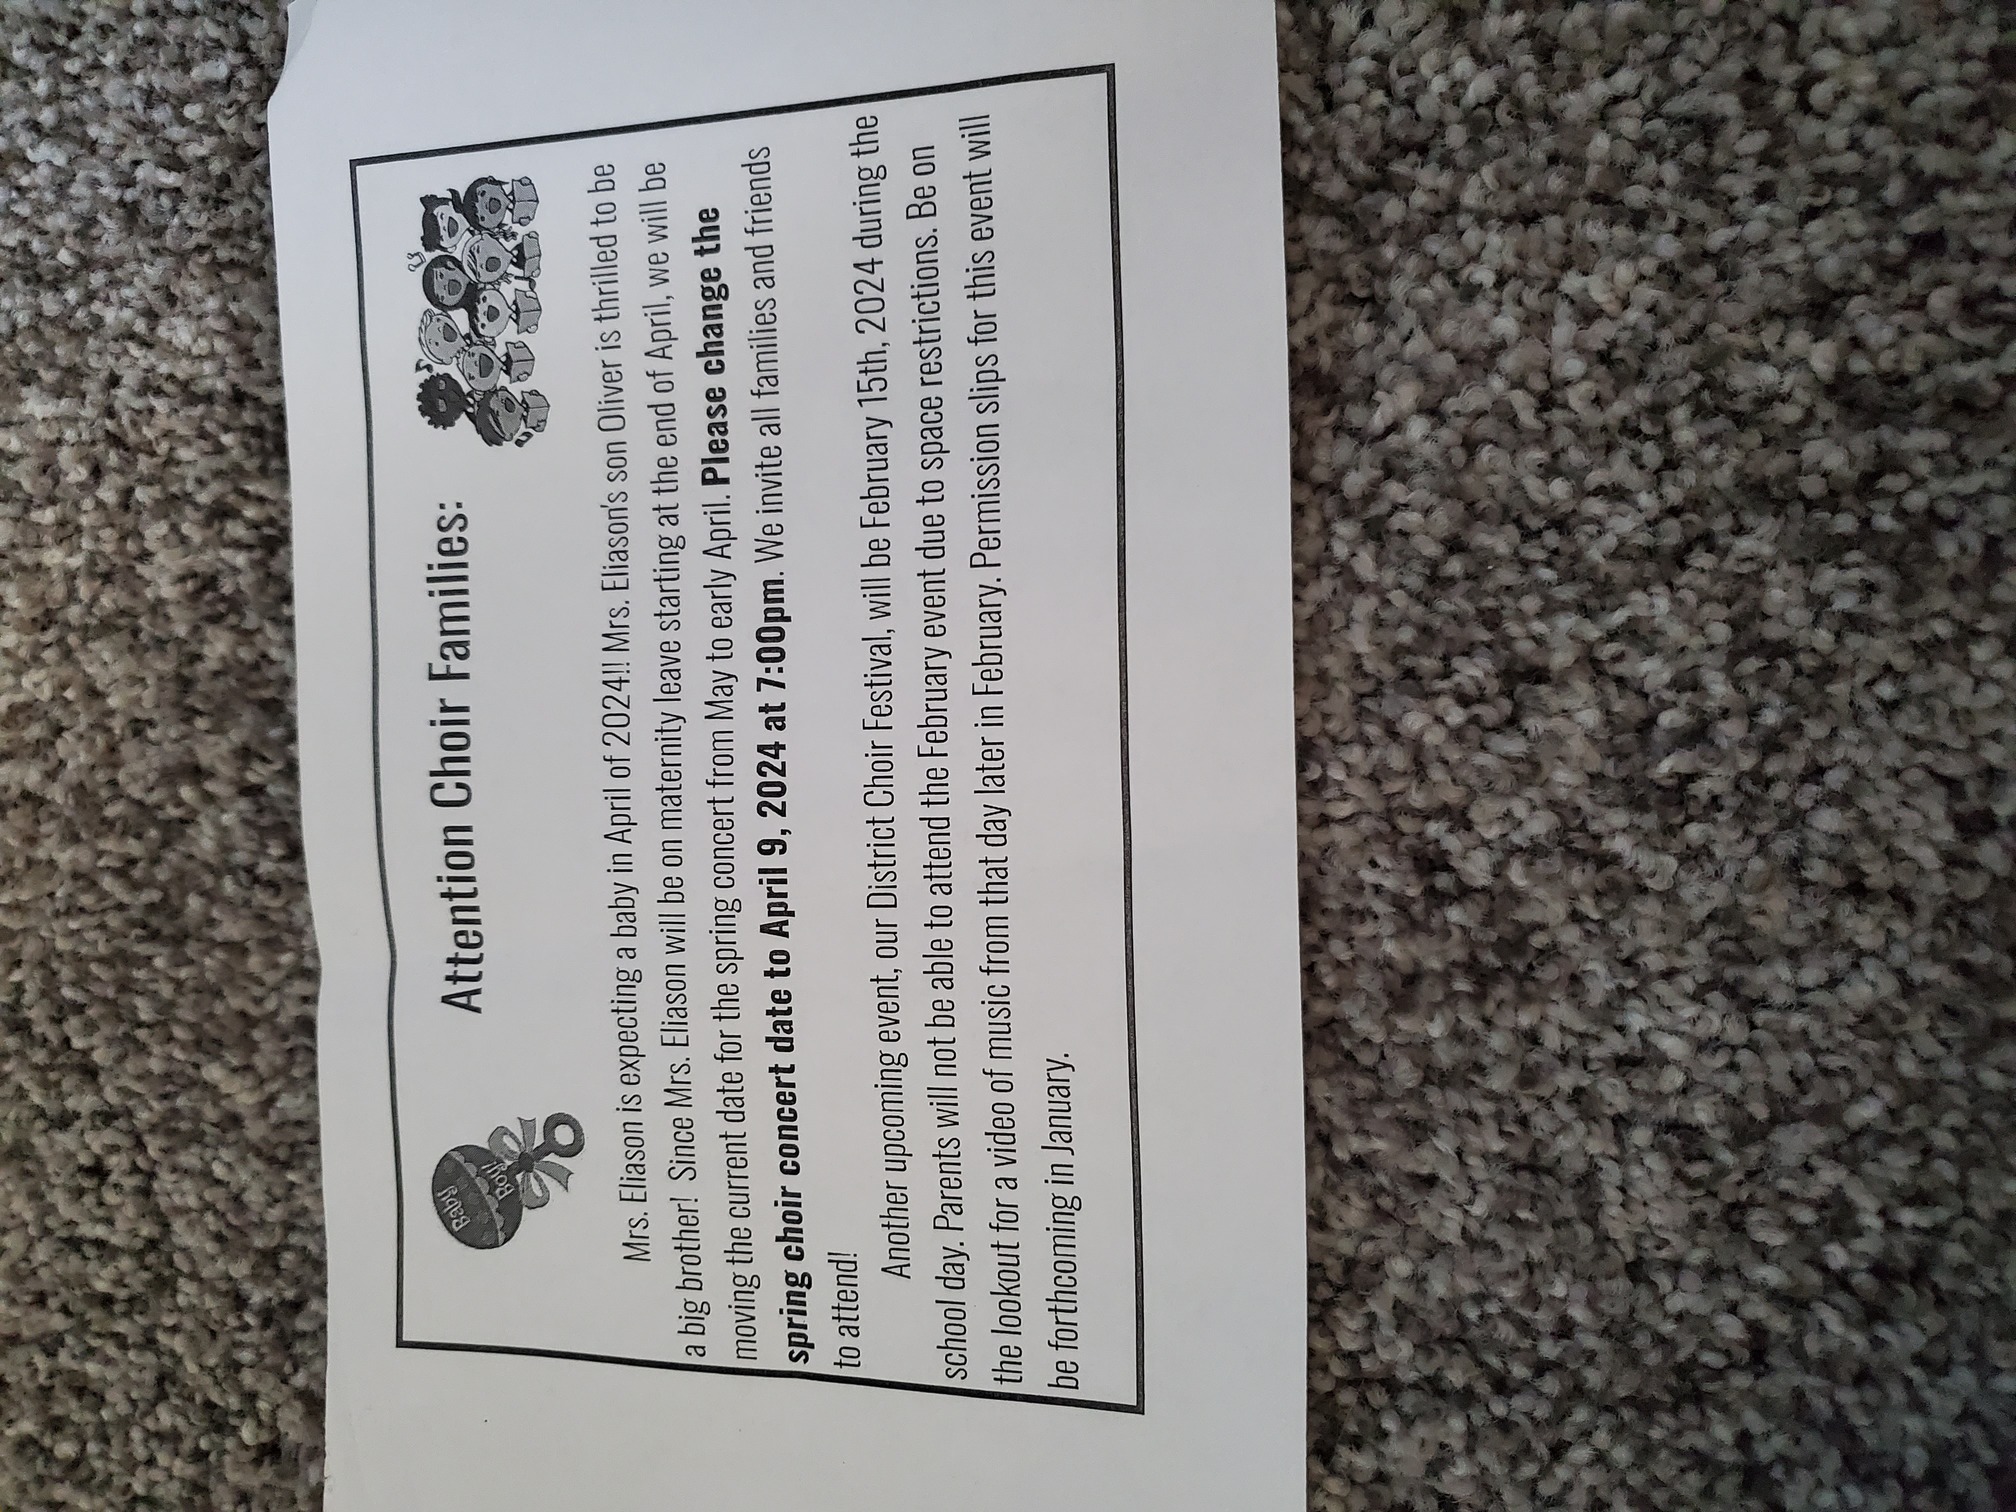 Baby
Boy!
Attention Choir Families:
Mrs. Eliason is expecting a baby in April of 2024!! Mrs. Eliason's son Oliver is thrilled to be
a big brother! Since Mrs. Eliason will be on maternity leave starting at the end of April, we will be
moving the current date for the spring concert from May to early April. Please change the
spring choir concert date to April 9, 2024 at 7:00pm. We invite all families and friends
to attend!
Another upcoming event, our District Choir Festival, will be February 15th, 2024 during the
school day. Parents will not be able to attend the February event due to space restrictions. Be on
the lookout for a video of music from that day later in February. Permission slips for this event will
be forthcoming in January.